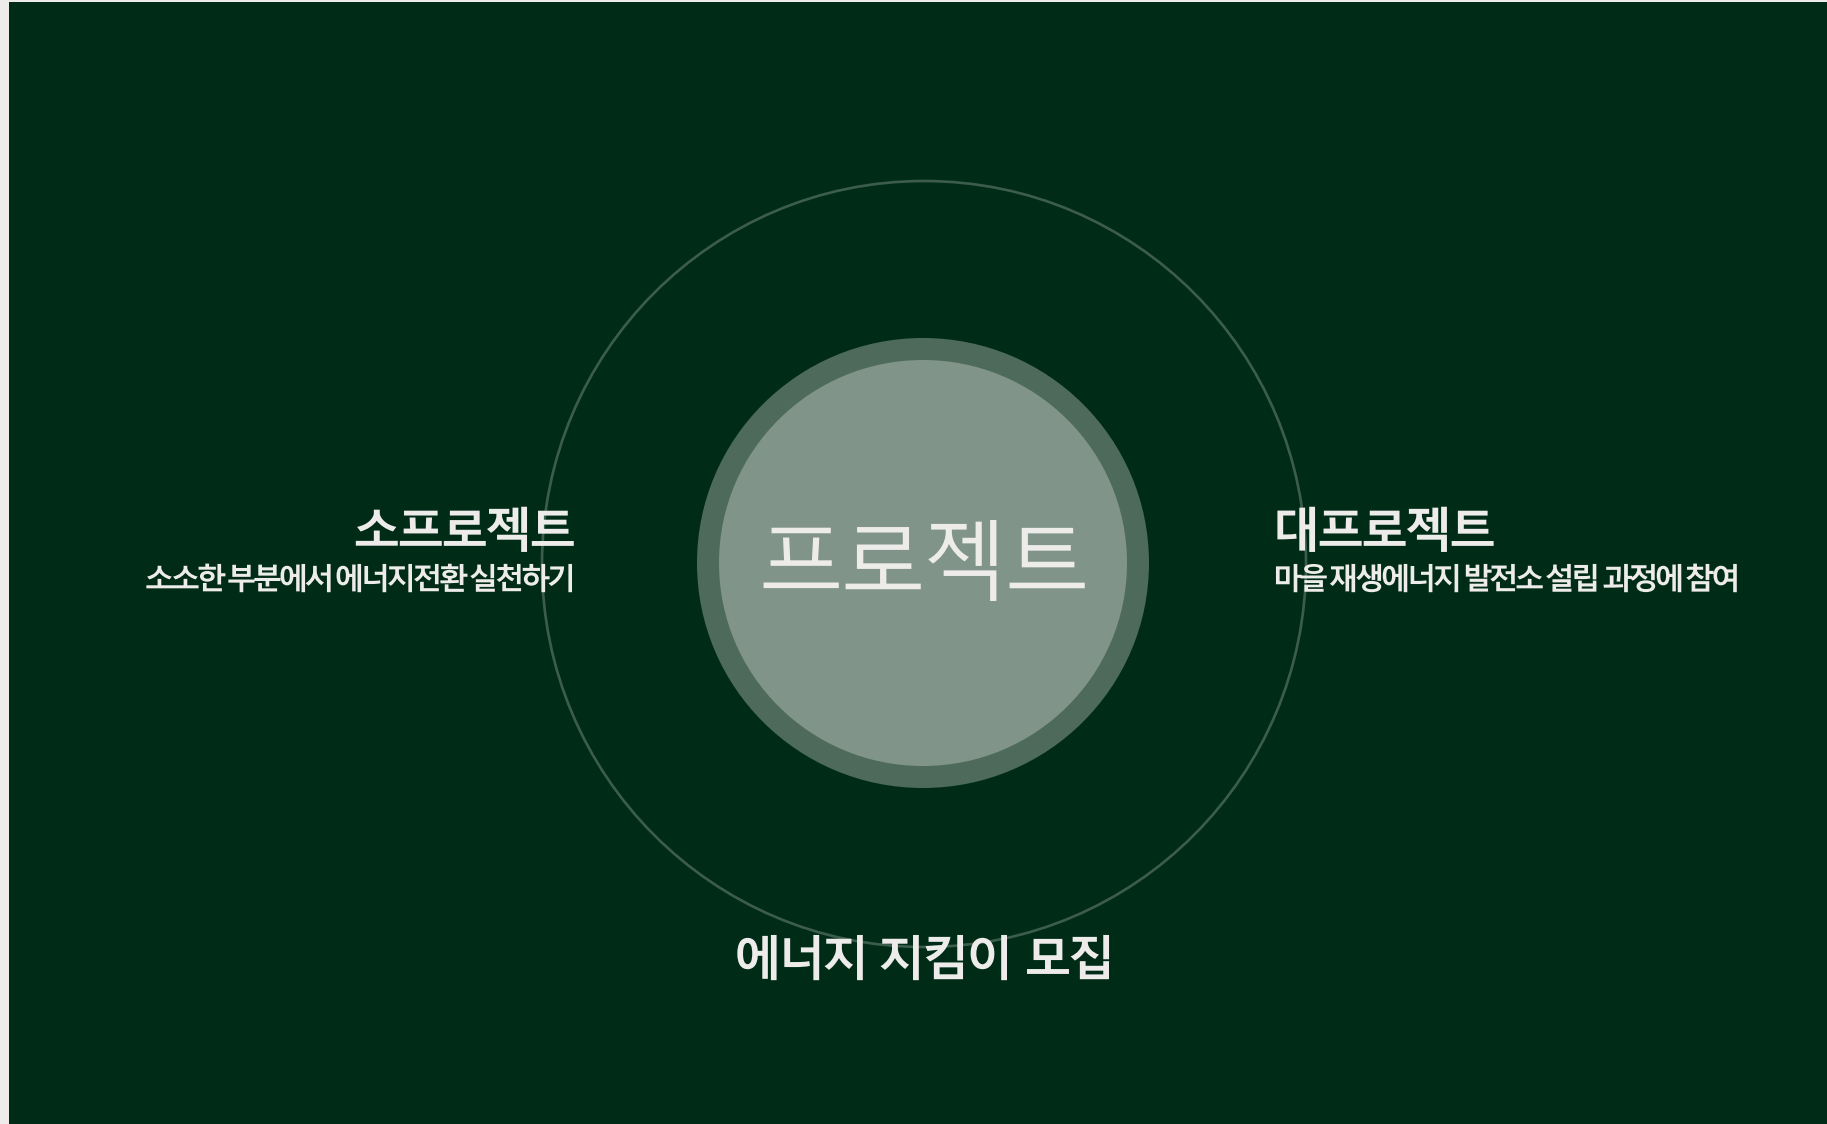 소프로젝트
소소한 부분에서 에너지전환 실천하기
프로젝트
대프로젝트
마을 재생에너지 발전소 설립 과정에 참여
에너지 지킴이 모집